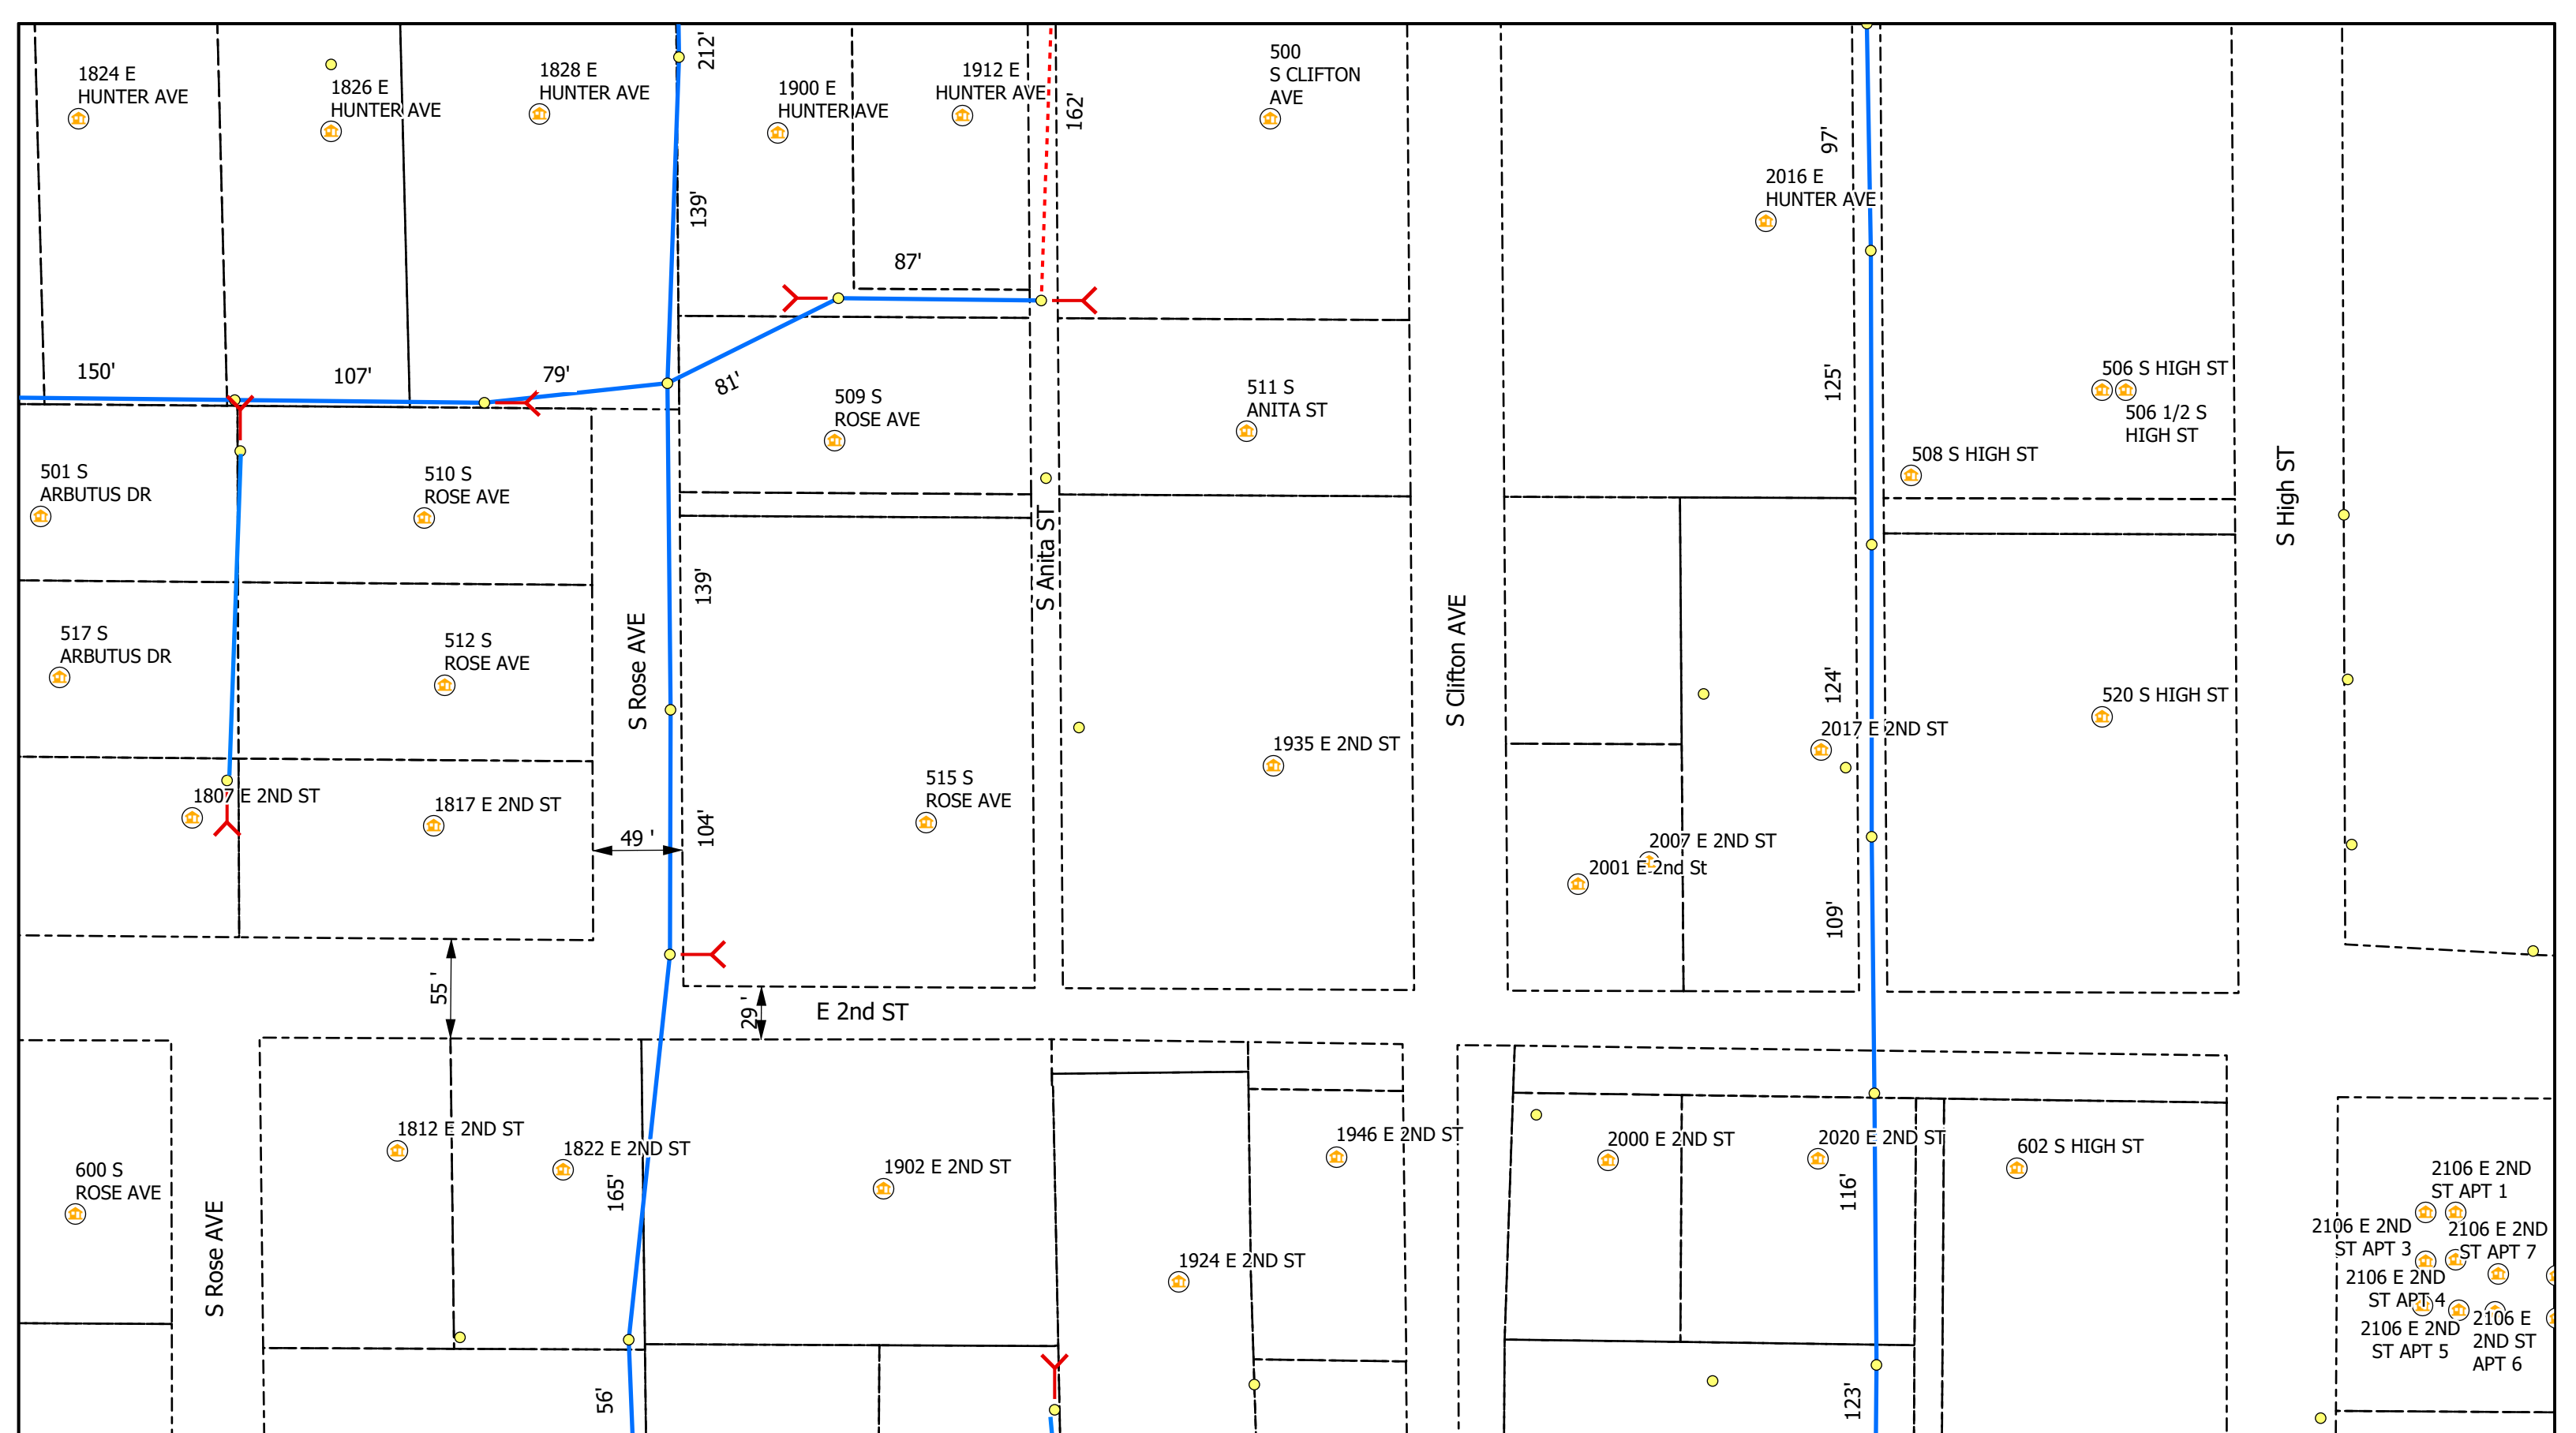 1824 E
HUNTER AVE
1826 E
HUNTER AVE
1828 E
HUNTER AVE
212'
1900 E
HUNTER AVE
1912 E
HUNTER AVE
162'
500
S CLIFTON
AVE
97'
2016 E
HUNTER AVE
139'
87'
150'
107'
79'
81'
125'
509 S
ROSE AVE
511 S
ANITA ST
506 S HIGH ST
506 1/2 S
HIGH ST
508 S HIGH ST
501 S
ARBUTUS DR
510 S
ROSE AVE
S High ST
S Anita ST
139'
517 S
ARBUTUS DR
512 S
ROSE AVE
S Rose AVE
S Clifton AVE
124'
520 S HIGH ST
2017 E 2ND ST
1935 E 2ND ST
515 S
ROSE AVE
1807 E 2ND ST
1817 E 2ND ST
49 '
104'
2007 E 2ND ST
2001 E 2nd St
109'
55 '
29 '
E 2nd ST
1812 E 2ND ST
1822 E 2ND ST
165'
1902 E 2ND ST
1946 E 2ND ST
2000 E 2ND ST
2020 E 2ND ST
116'
602 S HIGH ST
600 S
ROSE AVE
S Rose AVE
1924 E 2ND ST
2106 E 2ND
ST APT 1
2106 E 2ND
ST APT 3
2106 E 2ND
ST APT 7
2106 E 2ND
ST APT 4
2106 E 2ND
ST APT 5
2106 E
2ND ST
APT 6
56'
123'